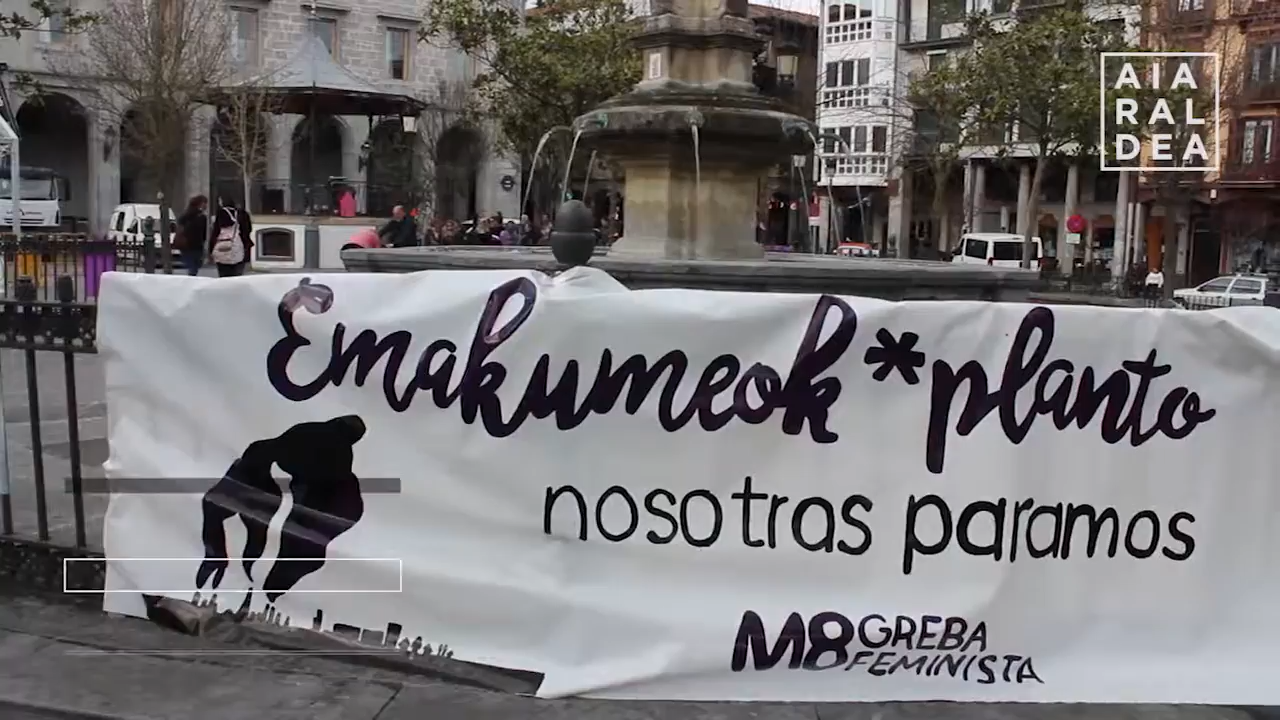 AIA
RAL
DEA
Emakumeok* planto
nosotras paramos
M8 GREBA
FEMINISTA